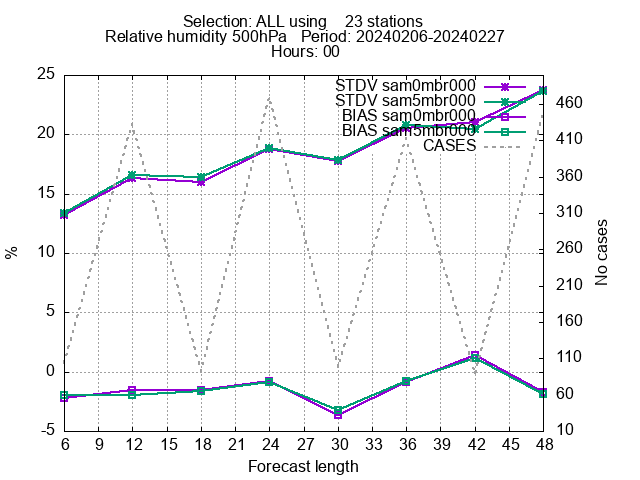 Selection: ALL using 23 stations
Relative humidity 500hPa Period: 20240206-20240227
Hours: 00
STDV sam0mbr000
STDV sam5mbr000
BIAS sam0mbr000
BIAS sam5mbr000
CASES
25
20
15
10
5
0
-5
%
460
410
360
310
260
210
160
110
60
10
No cases
6 9 12 15 18 21 24 27 30 33 36 39 42 45 48
Forecast length